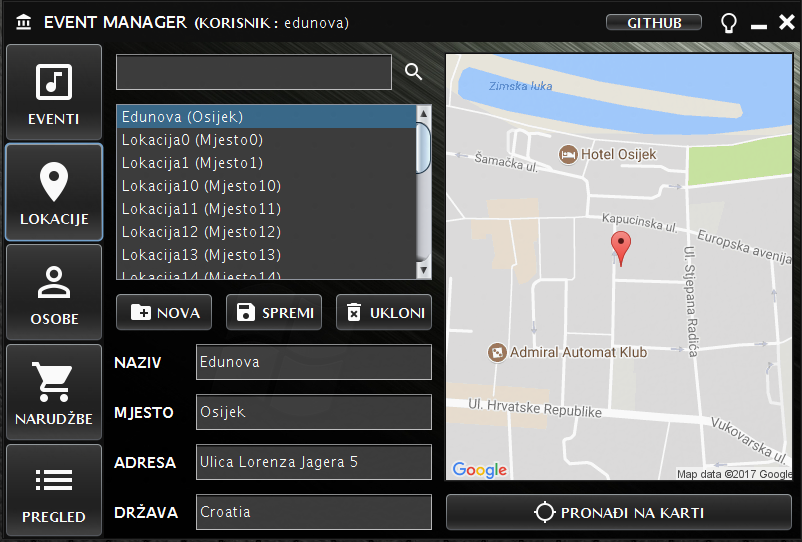 EVENT MANAGER (KORISNIK : edunova)
GITHUB
EVENTI
LOKACIJE
OSOBE
NARUDŽBE
PREGLED
Edunova (Osijek)
Lokacija0 (Mjesto0)
Lokacija1 (Mjesto1)
Lokacija10 (Mjesto10)
Lokacija11 (Mjesto11)
Lokacija12 (Mjesto12)
Lokacija13 (Mjesto13)
Lokacija14 (Mjesto14)
NOVA
SPREMI
UKLONI
NAZIV
Edunova
MJESTO
Osijek
ADRESA
Ulica Lorenza Jagera 5
DRŽAVA
Croatia
Zimska luka
Hotel Osijek
Šamačka ul.
Kapucinska ul.
Europska avenija
Ul. Stjepana Radića
Admiral Automat Klub
Ul. Hrvatske Republike
Vukovarska ul.
Google
Map data ©2017 Google
PRONAĐI NA KARTI